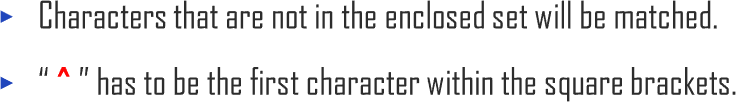 Characters that are not in the enclosed set will be matched.
“ ^ ” has to be the first character within the square brackets.